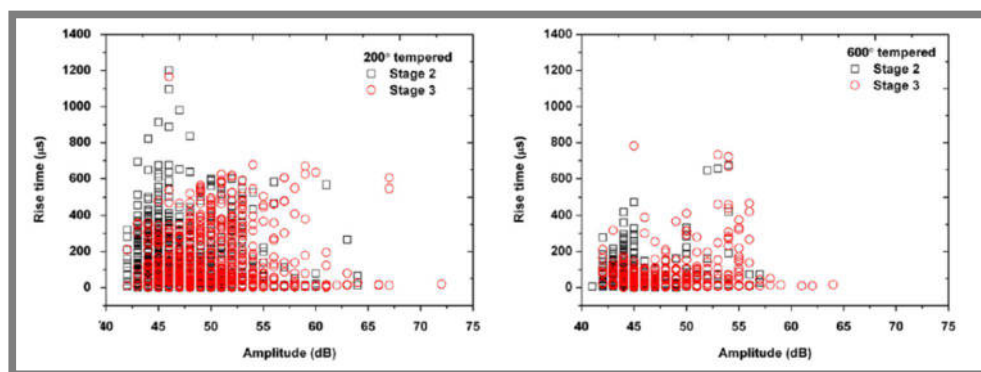 1400
1200
1000
800
600
400
200
0
Rise time (µs)
200° tempered
Stage 2
Stage 3
40 45 50 55 60 65 70 75
Amplitude (dB)
1400
1200
1000
800
600
400
200
0
Rise time (µs)
600° tempered
Stage 2
Stage 3
40 45 50 55 60 65 70 75
Amplitude (dB)